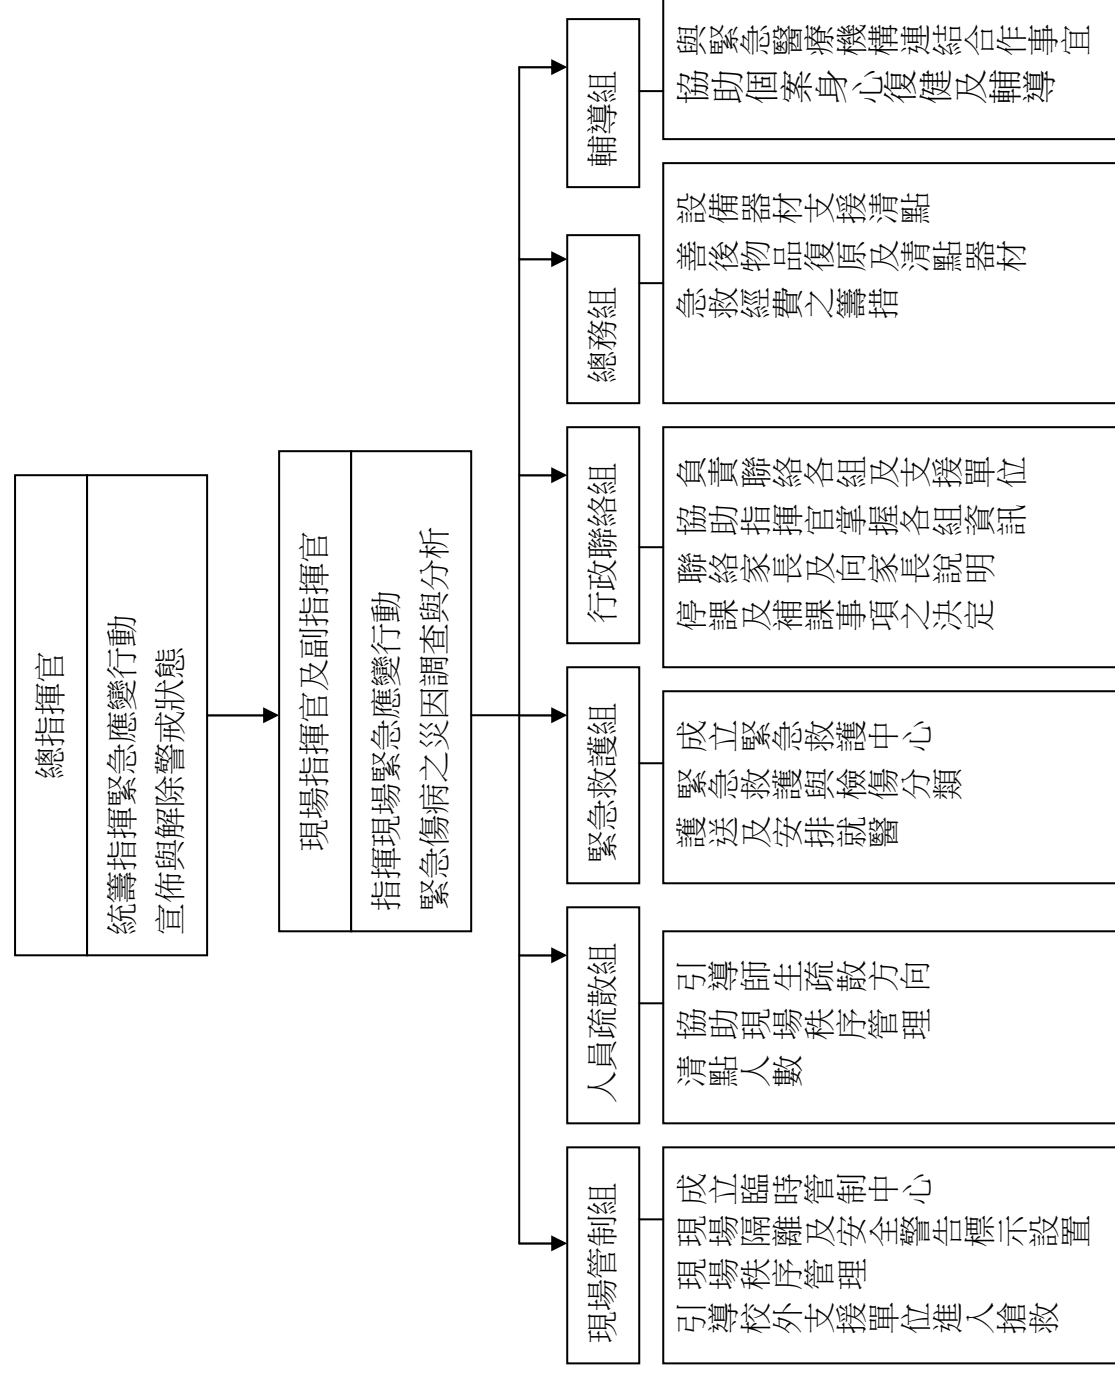 總指揮官
統籌指揮緊急應變行動
宣佈與解除警戒狀態
現場指揮官及副指揮官
指揮現場緊急應變行動
緊急傷病之災因調查與分析
現場管制組
成立臨時管制中心
現場隔離及安全警告標示設置
現場秩序管理
引導校外支援單位進入搶救
人員疏散組
引導師生疏散方向
協助現場秩序管理
清點人數
緊急救護組
成立緊急救護中心
緊急救護與檢傷分類
護送及安排就醫
行政聯絡組
負責聯絡各組及支援單位
協助指揮官掌握各組資訊
聯絡家長及向家長說明
停課及補課事項之決定
總務組
設備器材支援清點
善後物品復原及清點器材
急救經費之籌措
輔導組
與緊急醫療機構連結合作事宜
協助個案身心復健及輔導